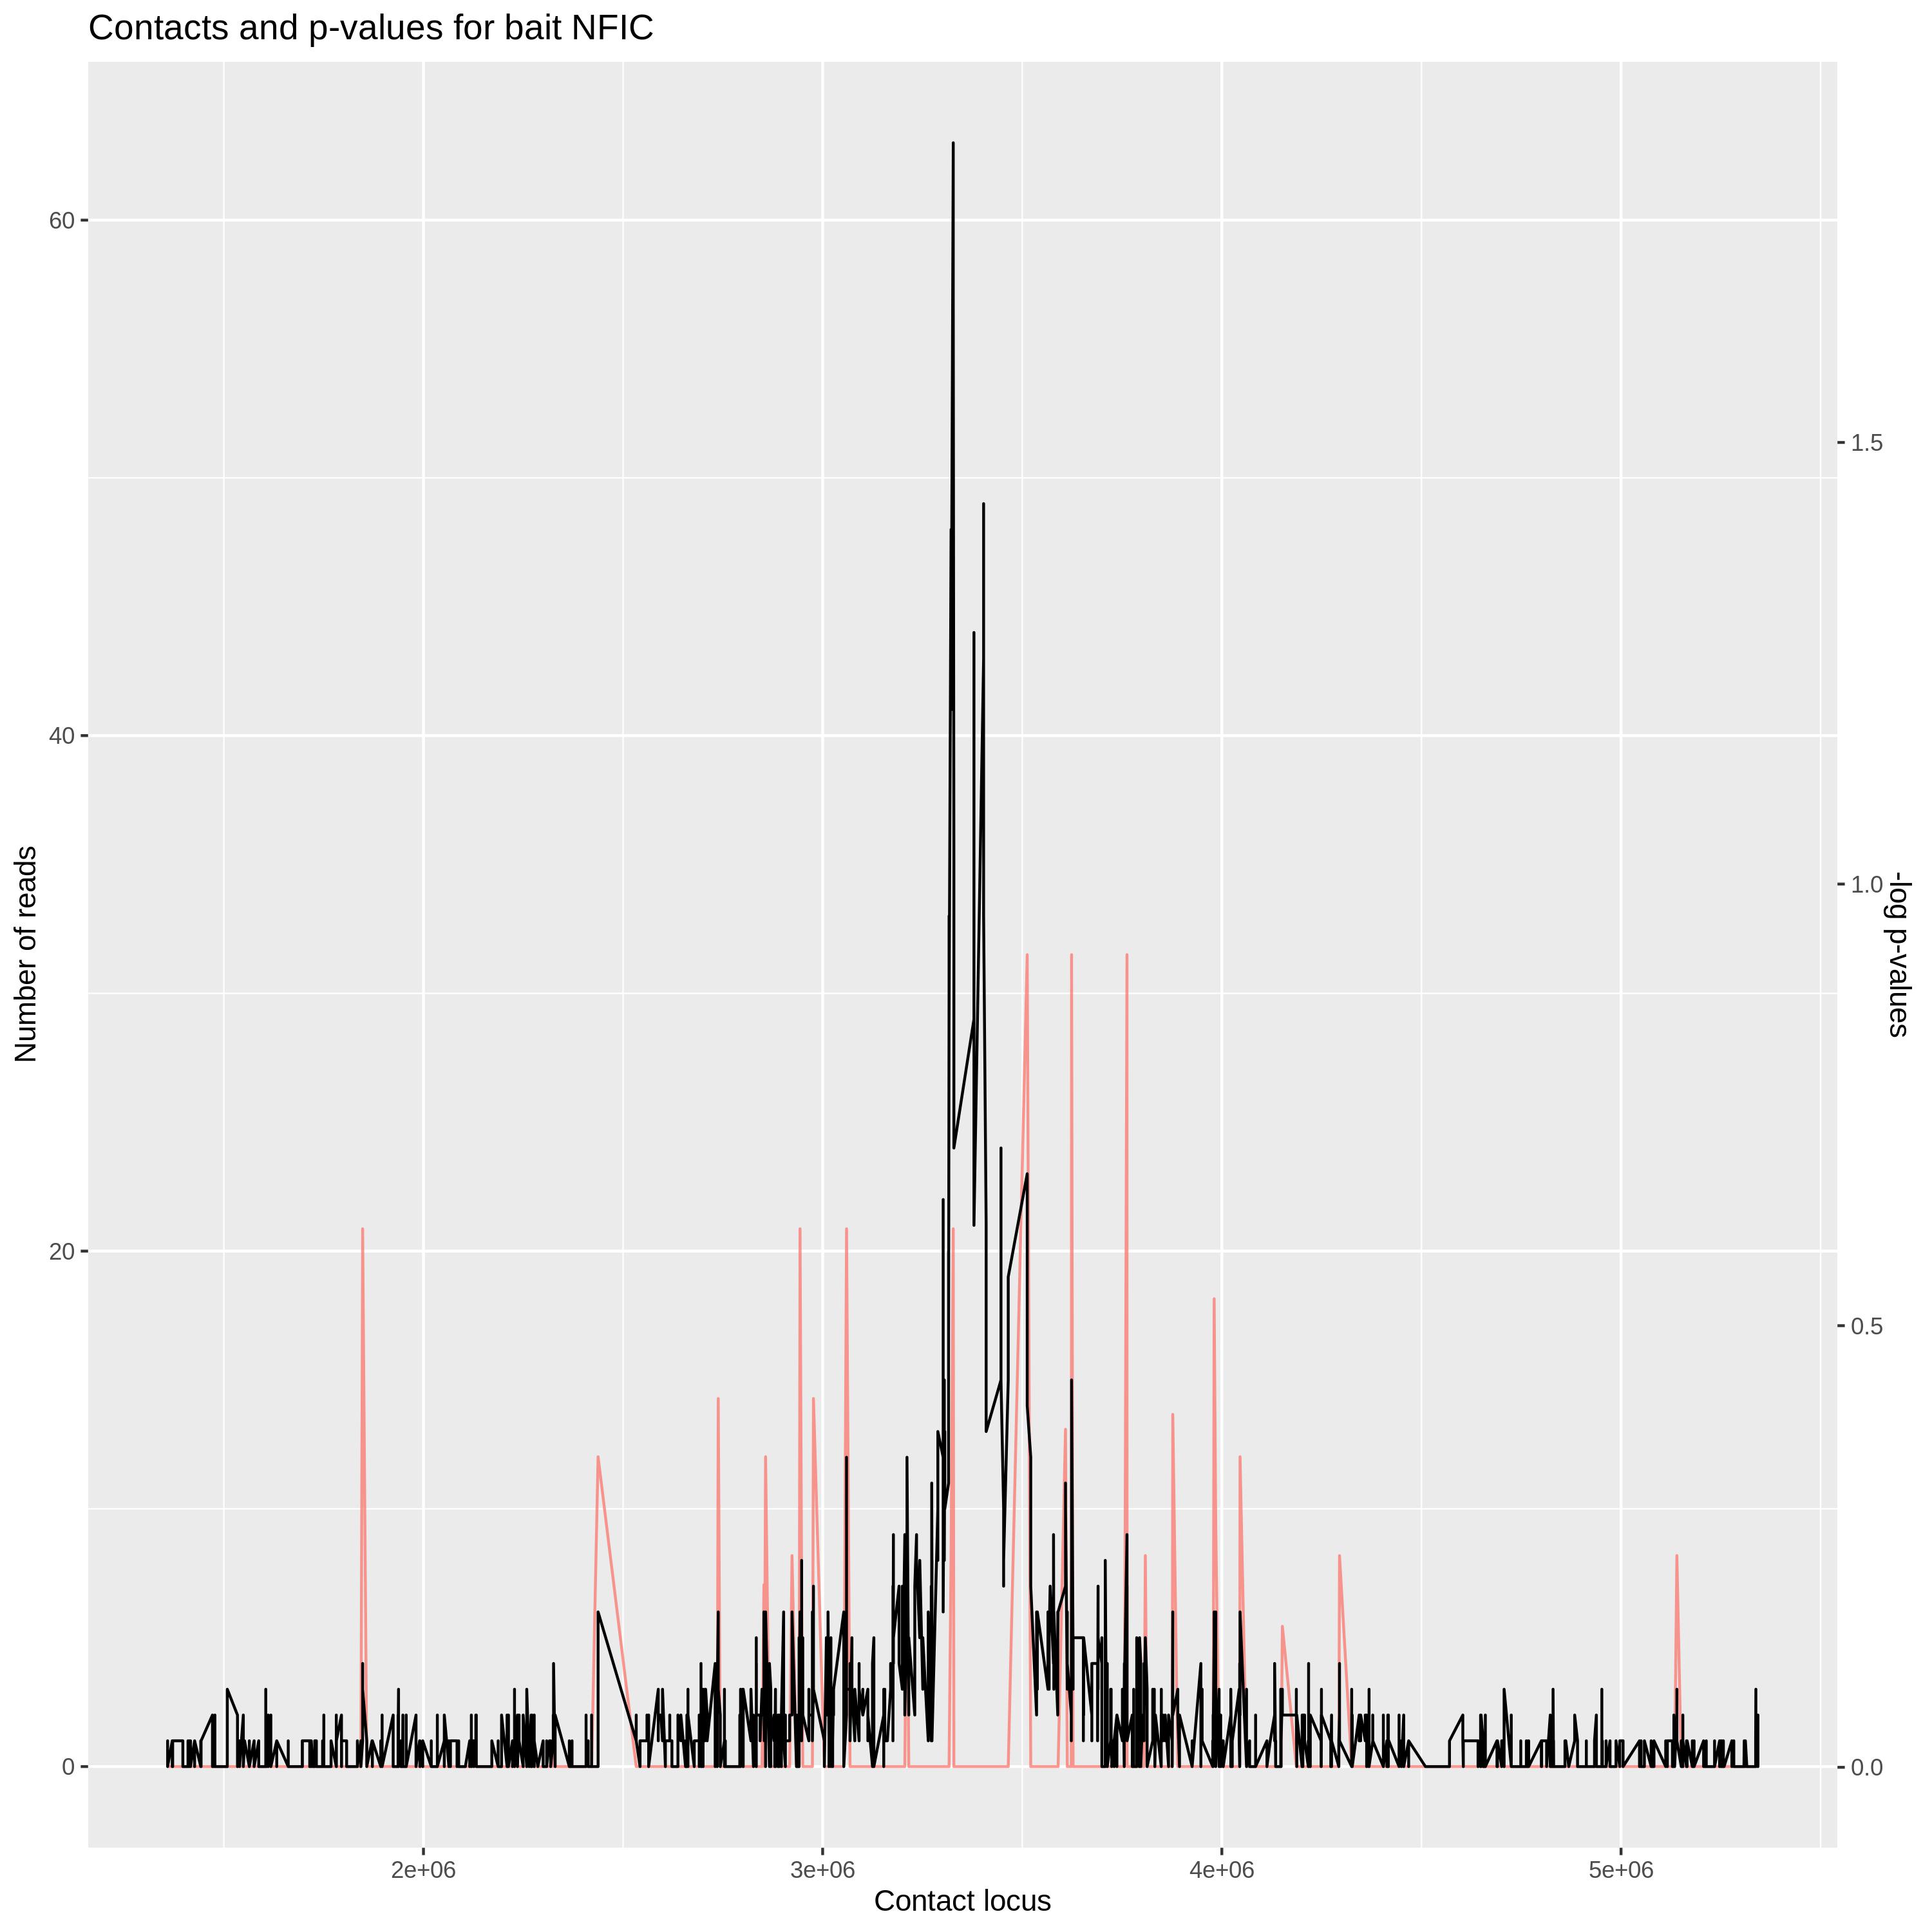 Contacts and p-values for bait NFIC
60
40
20
0
Number of reads
1.5
1.0
0.5
0.0
-log p-values
2e+06
3e+06
4e+06
5e+06
Contact locus